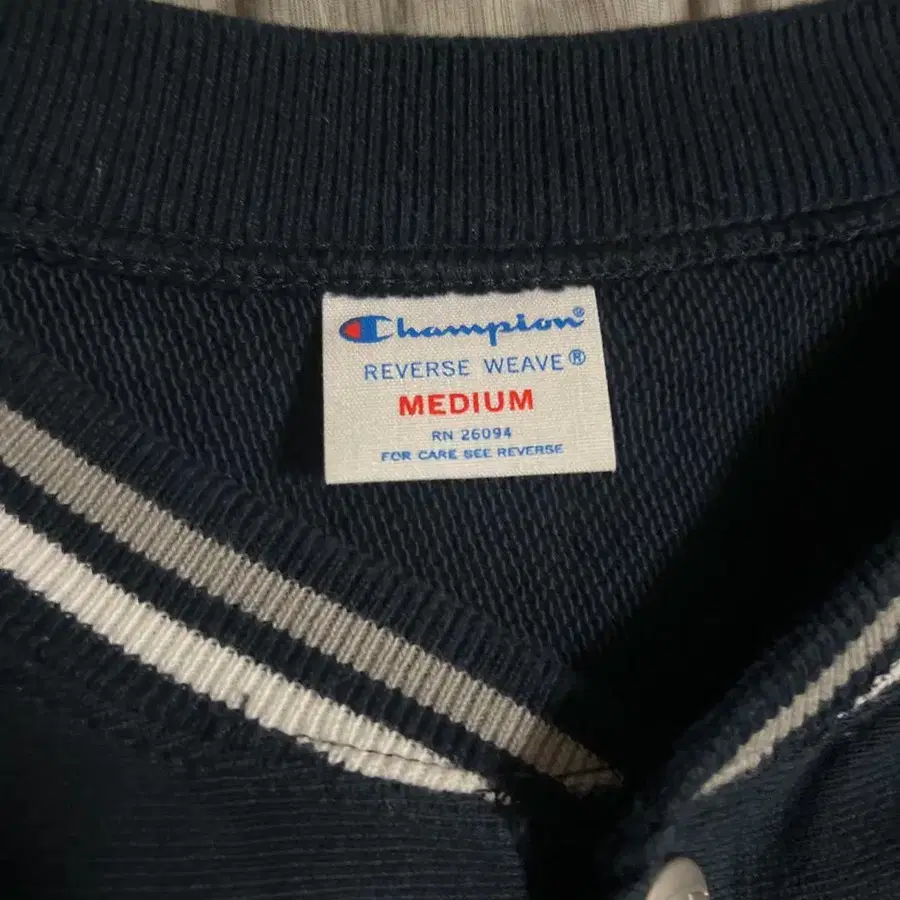 Champion®
REVERSE WEAVE®
MEDIUM
RN 26094
FOR CARE SEE REVERSE